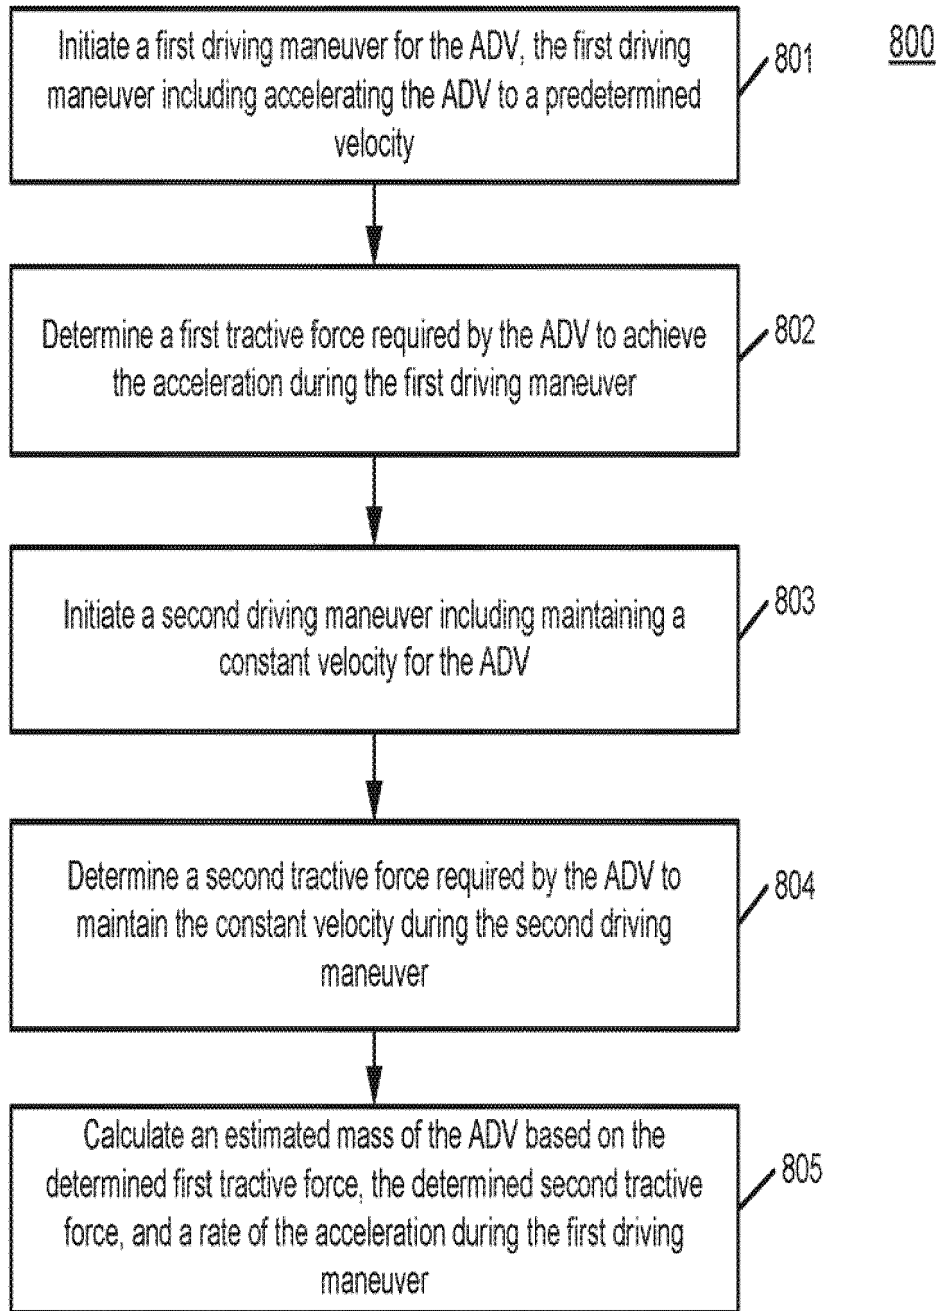 800
Initiate a first driving maneuver for the ADV, the first driving
maneuver including accelerating the ADV to a predetermined
velocity
801
Determine a first tractive force required by the ADV to achieve
the acceleration during the first driving maneuver
802
Initiate a second driving maneuver including maintaining a
constant velocity for the ADV
803
Determine a second tractive force required by the ADV to
maintain the constant velocity during the second driving
maneuver
804
Calculate an estimated mass of the ADV based on the
determined first tractive force, the determined second tractive
force, and a rate of the acceleration during the first driving
maneuver
805